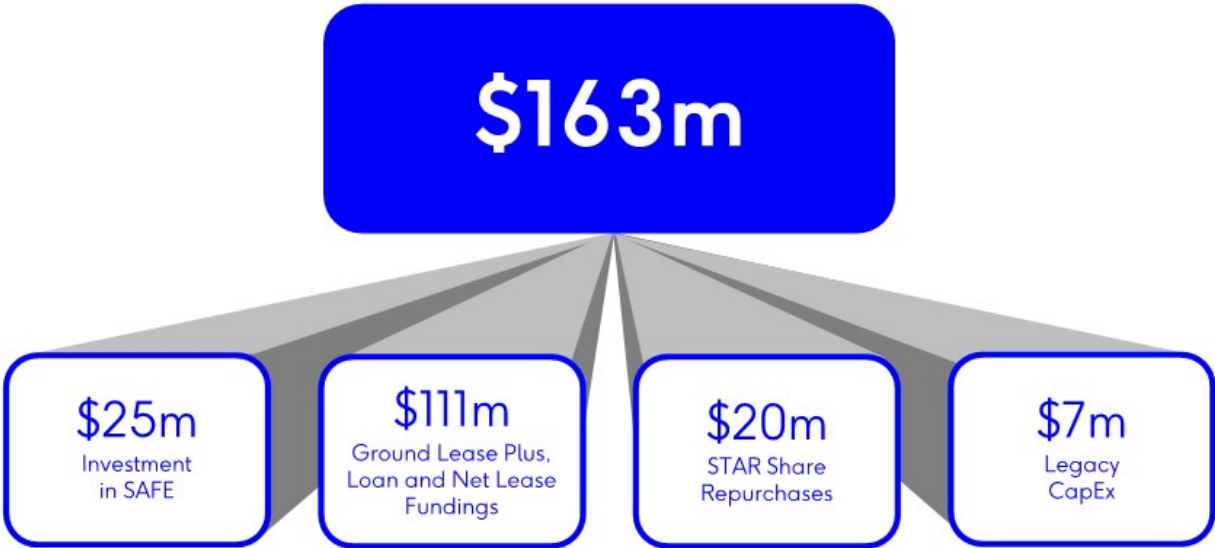 $163m
$25m
Investment
in SAFE
$111m
Ground Lease Plus,
Loan and Net Lease
Fundings
$20m
STAR Share
Repurchases
$7m
Legacy
CapEx